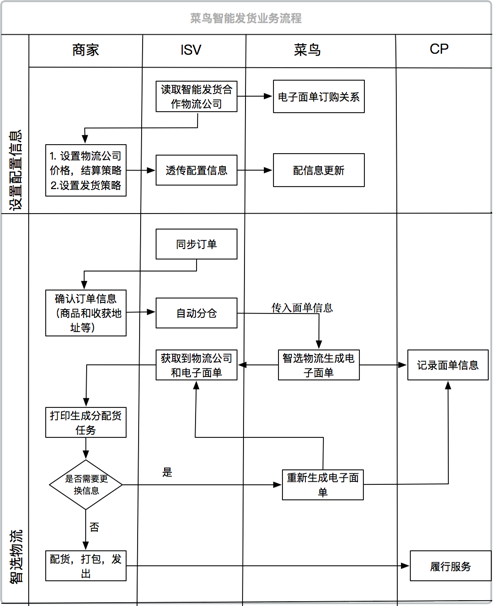 菜鸟智能发货业务流程
商家
ISV
菜鸟
CP
设置配置信息
读取智能发货合
作物流公司
电子面单订购关系
1. 设置物流公司
价格，结算策略
2.设置发货策略
透传配置信息
配信息更新
智选物流
同步订单
确认订单信息
（商品和收获地
址等）
自动分仓
传入面单信息
获取到物流公司
和电子面单
智选物流生成电
子面单
记录面单信息
打印生成分配货
任务
是否需要更
换信息
是
重新生成电子面
单
否
配货，打包，发
出
履行服务